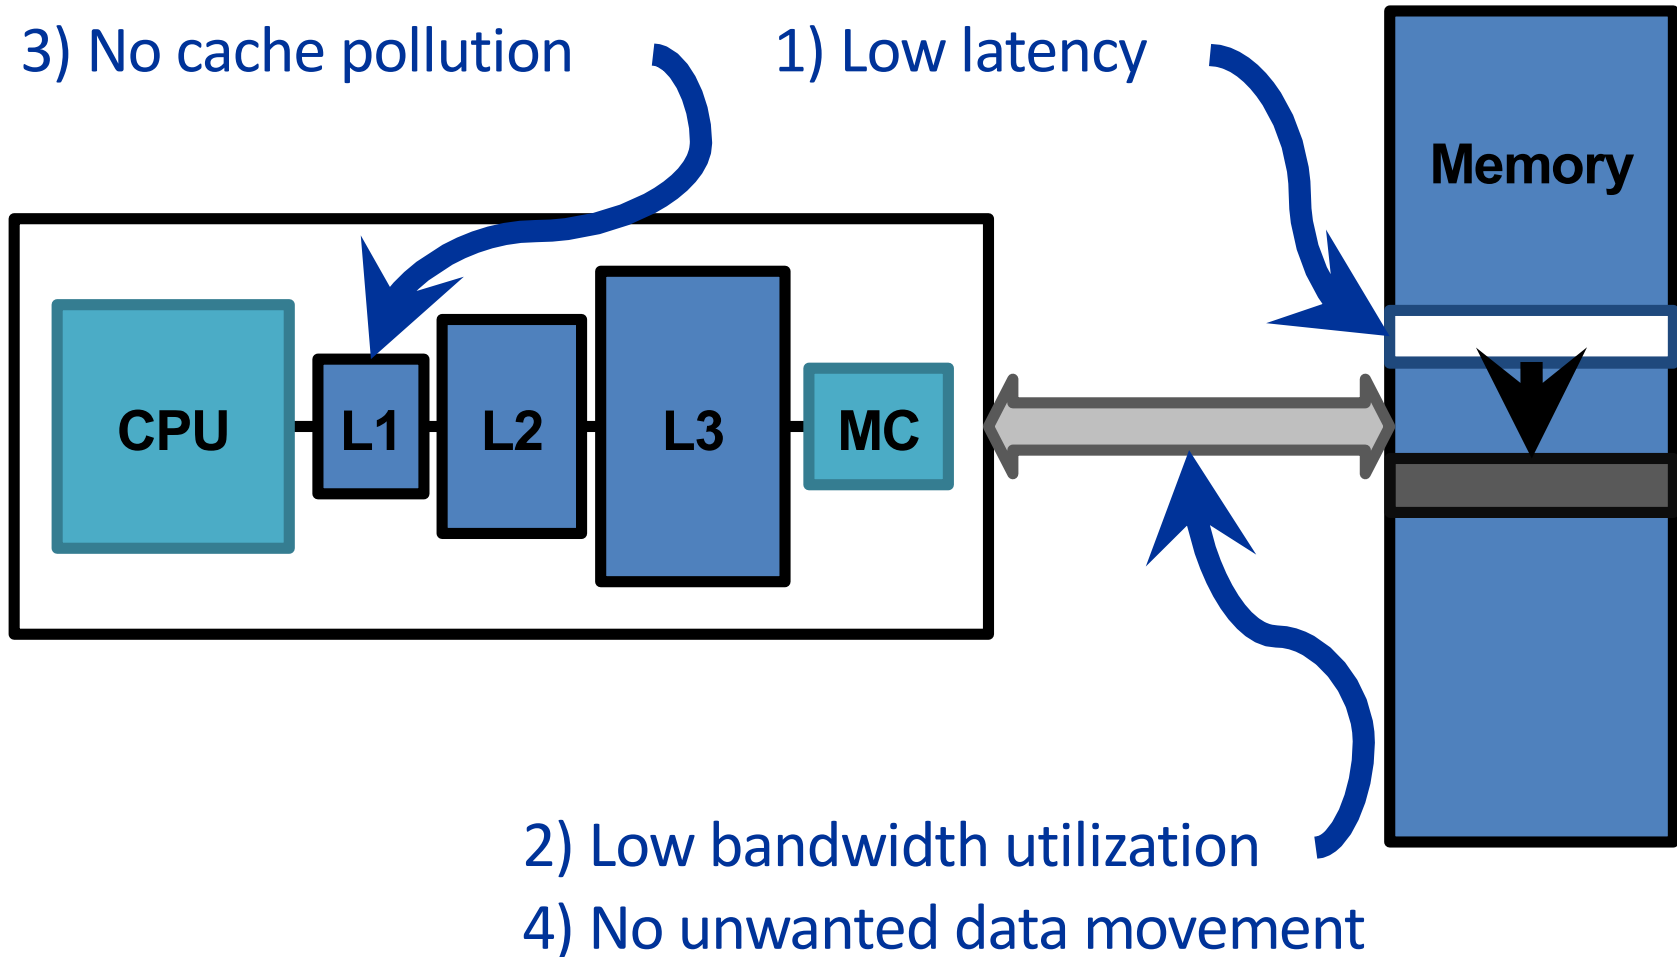 3) No cache pollution
1) Low latency
Memory
CPU
L1
L2
L3
MC
2) Low bandwidth utilization
4) No unwanted data movement